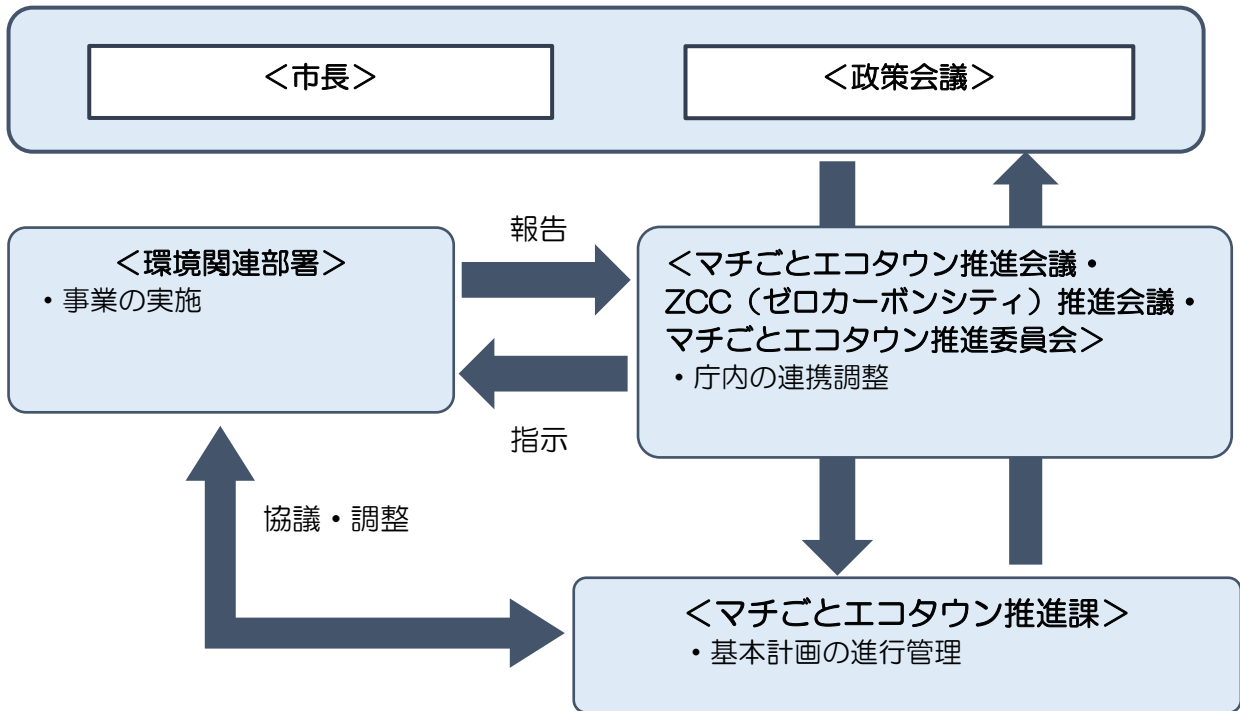 ＜市長＞
＜政策会議＞
報告
＜環境関連部署＞
・事業の実施
＜マチごとエコタウン推進会議・
ZCC（ゼロカーボンシティ）推進会議・
マチごとエコタウン推進委員会＞
・庁内の連携調整
指示
協議・調整
＜マチごとエコタウン推進課＞
・基本計画の進行管理